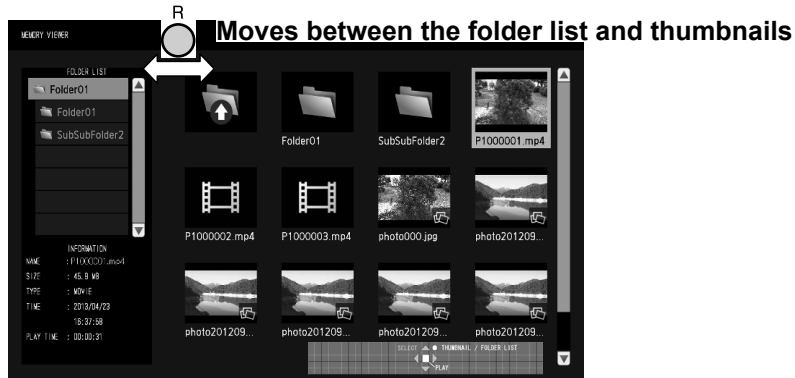 R
Moves between the folder list and thumbnails
MEMORY VIEWER
FOLDER LIST
Folder01
Folder01
SubSubFolder2
INFORMATION
NAME :P1000001.mp4
SIZE : 45.9 MB
TYPE : MOVIE
TIME : 2013/04/23
16:37:58
PLAY TIME : 00:00:31
Folder01 SubSubFolder2 P1000001.mp4
P1000002.mp4 P1000003.mp4 photo000.jpg photo201209...
photo201209... photo201209... photo201209... photo201209...
SELECT THUMBNAIL / FOLDER LIST
PLAY